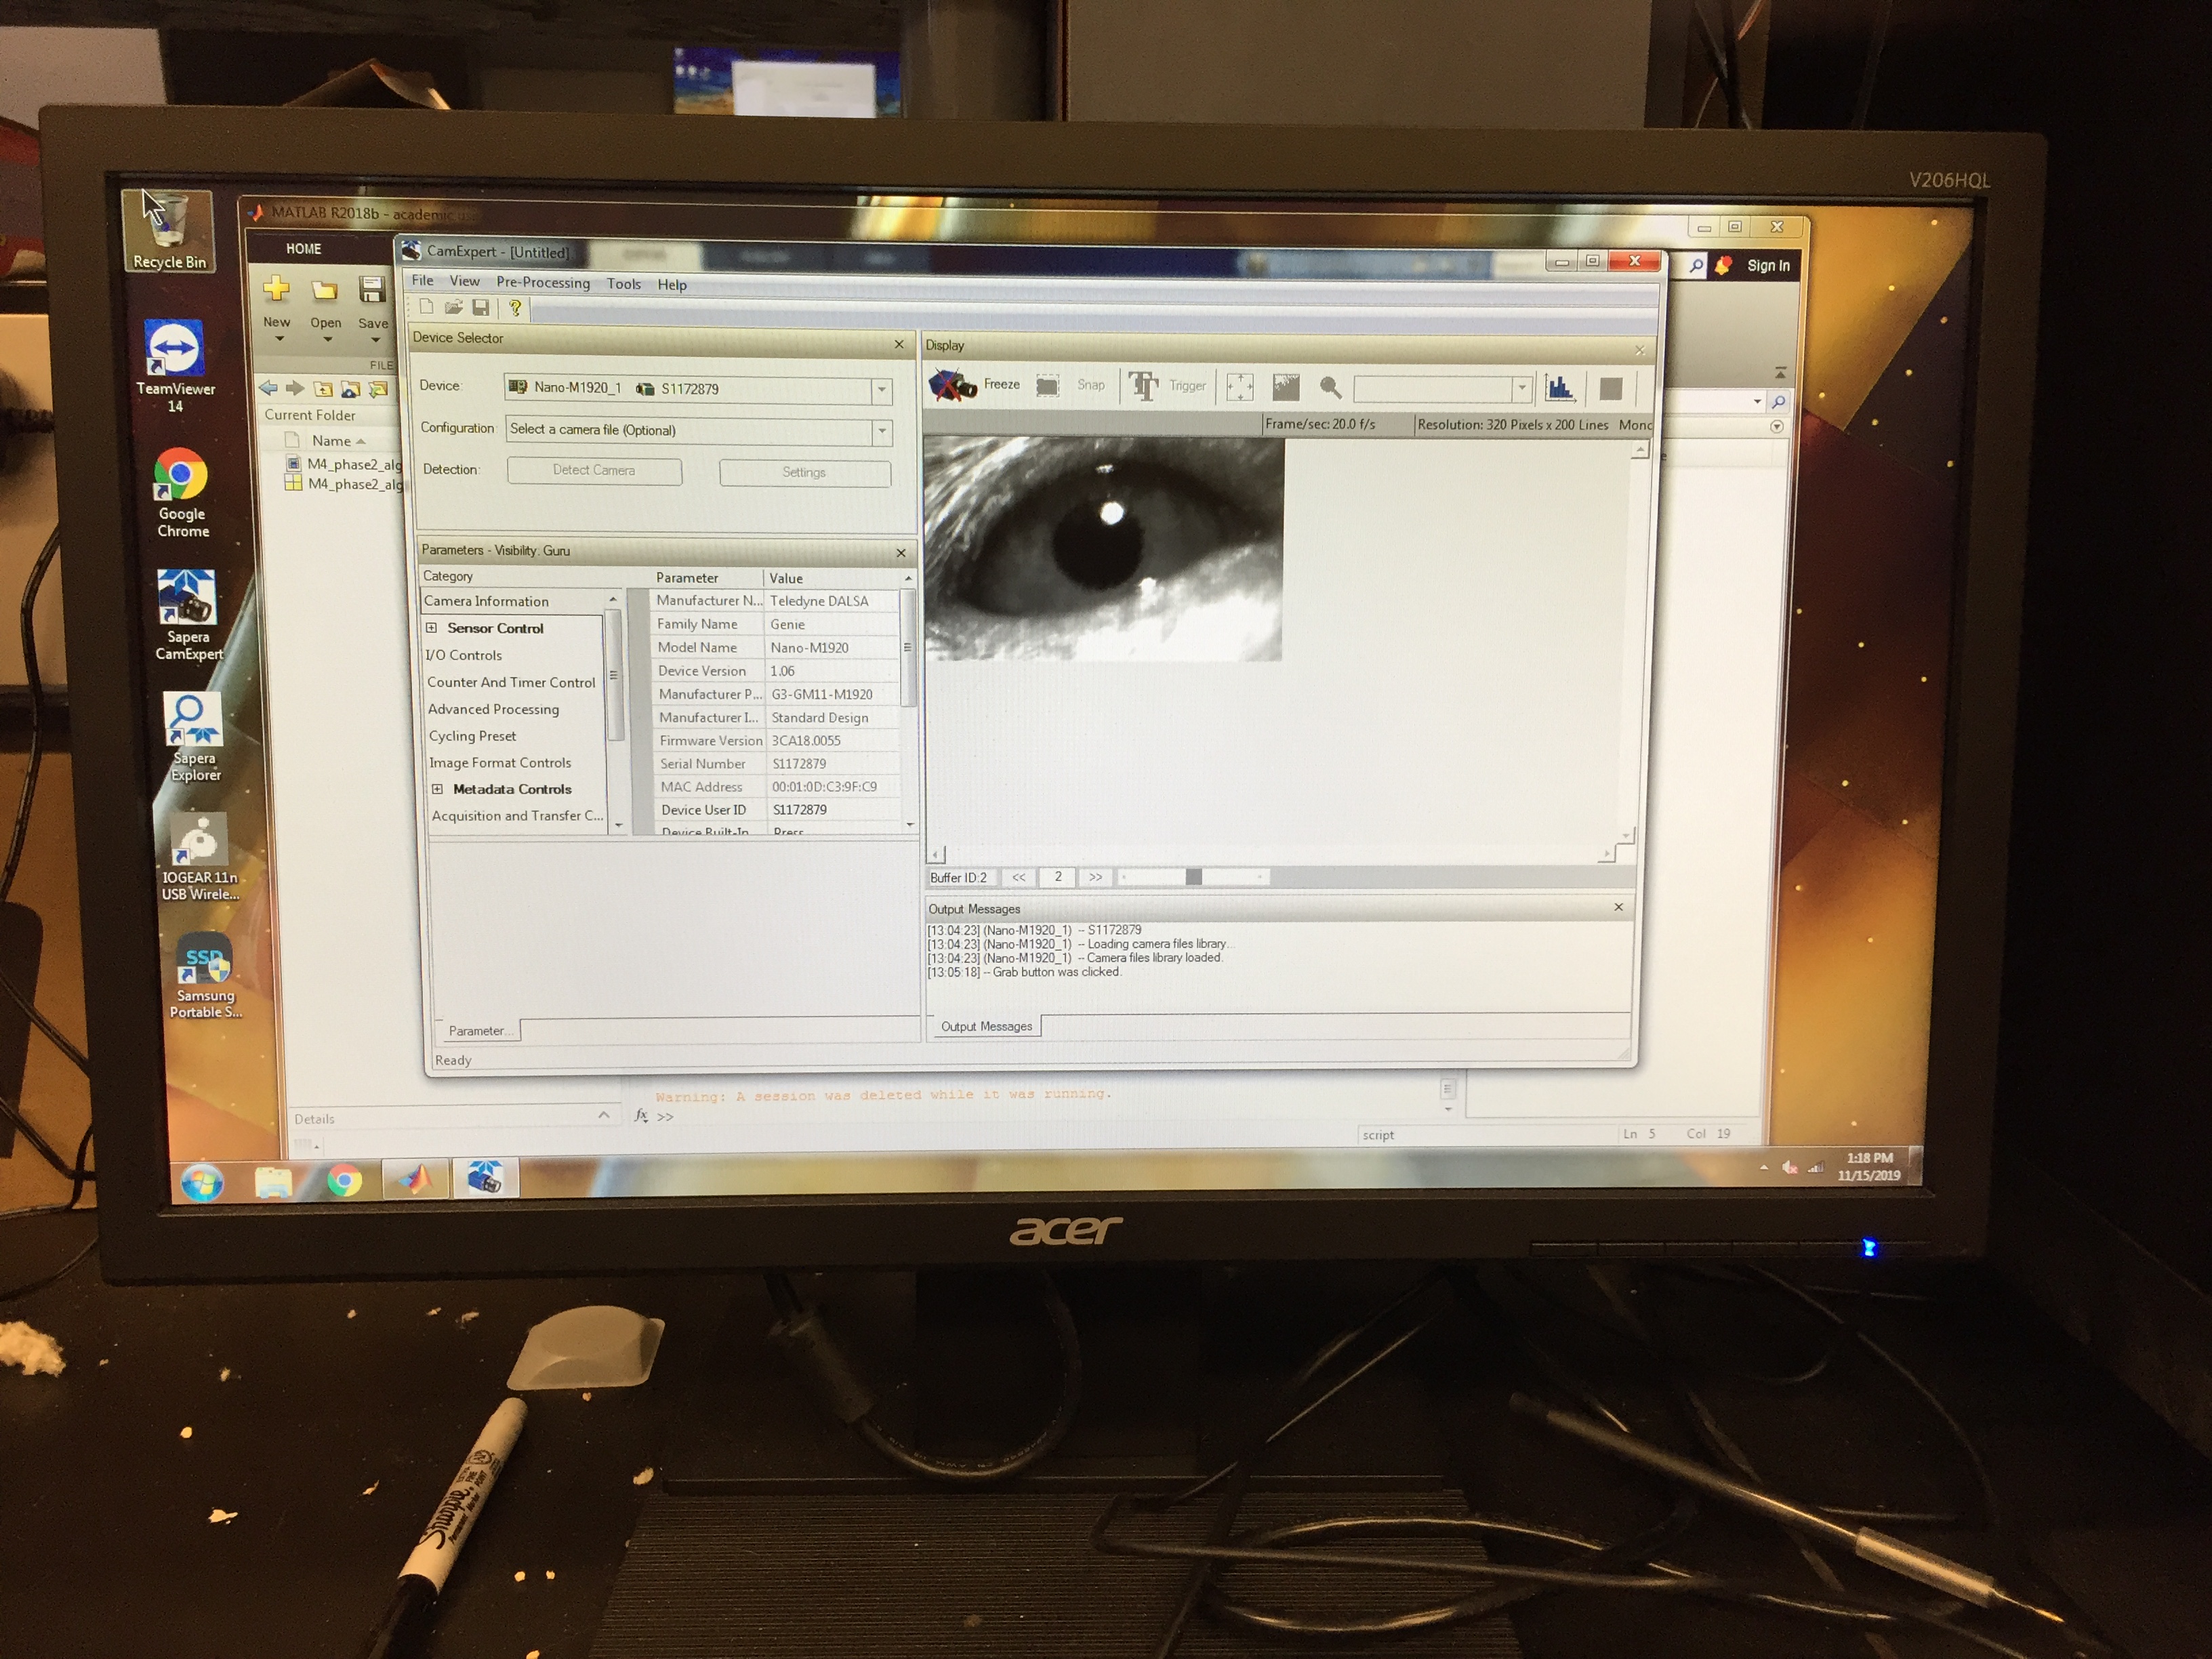 V206HQL
Recycle Bin
TeamViewer
14
Google
Chrome
Sapera
CamExpert
Sapera
Explorer
IOGEAR 11n
USB Wirele...
SSD
Samsung
Portable S...
MATLAB R2018b - academic
HOME
Sign In
New
Open
Save
FILE
Current Folder
Name
M4_phase2_alg
M4_phase2_alg
CamExpert - [Untitled]
File View Pre-Processing Tools Help
Device Selector
Device: Nano-M1920_1 S1172879
Configuration: Select a camera file (Optional)
Detection: Detect Camera Settings
Parameters - Visibility: Guru
Category
Camera Information
Sensor Control
I/O Controls
Counter And Timer Control
Advanced Processing
Cycling Preset
Image Format Controls
Metadata Controls
Acquisition and Transfer C...
Parameter Value
Manufacturer N... Teledyne DALSA
Family Name Genie
Model Name Nano-M1920
Device Version 1.06
Manufacturer P... G3-GM11-M1920
Manufacturer I... Standard Design
Firmware Version 3CA18.0055
Serial Number S1172879
MAC Address 00:01:0D:C3:9F:C9
Device User ID S1172879
Device Built-In Press
Parameter...
Ready
Display
Freeze Snap Trigger
Frame/sec: 20.0 f/s Resolution: 320 Pixels x 200 Lines Mono
Buffer ID:2 << 2 >>
Output Messages
[13:04:23] (Nano-M1920_1) -- S1172879
[13:04:23] (Nano-M1920_1) -- Loading camera files library...
[13:04:23] (Nano-M1920_1) -- Camera files library loaded.
[13:05:18] -- Grab button was clicked.
Output Messages
Warning: A session was deleted while it was running.
fx >>
Details
script
Ln 5 Col 19
1:18 PM
11/15/2019
acer
Sharpie